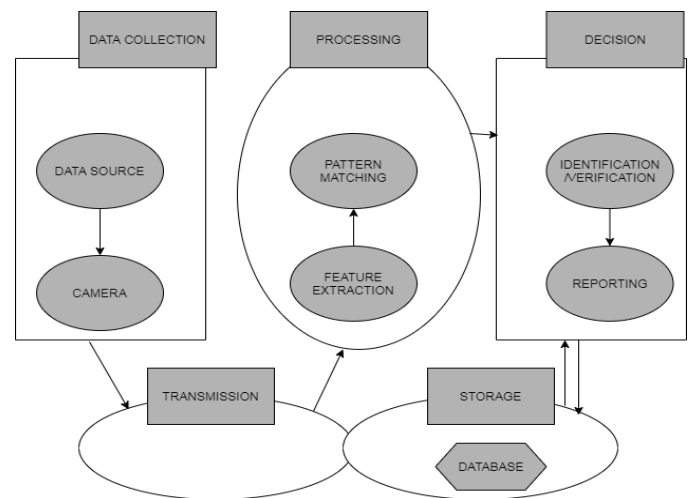 DATA COLLECTION
PROCESSING
DECISION
DATA SOURCE
PATTERN
MATCHING
IDENTIFICATION
/VERIFICATION
CAMERA
FEATURE
EXTRACTION
REPORTING
TRANSMISSION
STORAGE
DATABASE